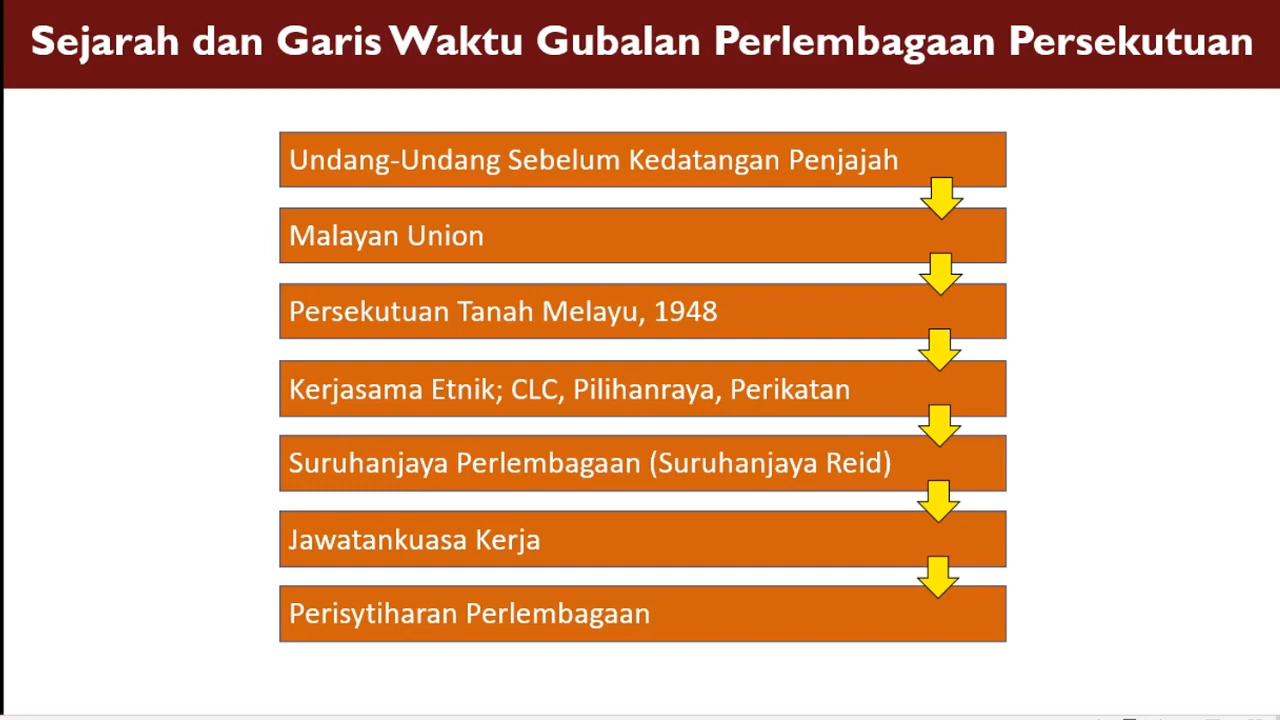 Sejarah dan Garis Waktu Gubalan Perlembagaan Persekutuan
Undang-Undang Sebelum Kedatangan Penjajah
Malayan Union
Persekutuan Tanah Melayu, 1948
Kerjasama Etnik; CLC, Pilihanraya, Perikatan
Suruhanjaya Perlembagaan (Suruhanjaya Reid)
Jawatankuasa Kerja
Perisytiharan Perlembagaan